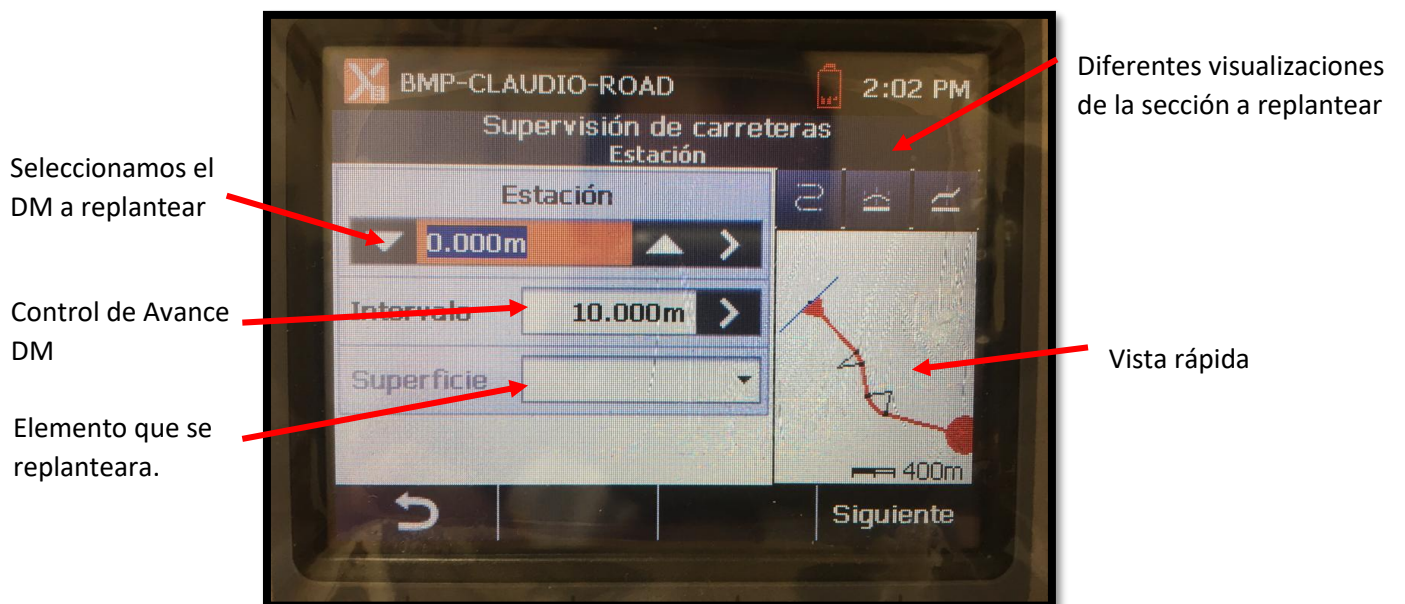 BMP-CLAUDIO-ROAD
2:02 PM
Supervisión de carreteras
Estación
Diferentes visualizaciones
de la sección a replantear
Seleccionamos el
DM a replantear
Estación
0.000m
Control de Avance
DM
Intervalo
10.000m
Vista rápida
Superficie
Elemento que se
replanteara.
400m
Siguiente